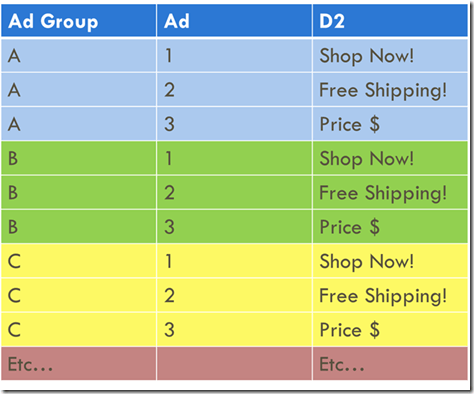 Ad Group Ad D2
A 1 Shop Now!
A 2 Free Shipping!
A 3 Price $
B 1 Shop Now!
B 2 Free Shipping!
B 3 Price $
C 1 Shop Now!
C 2 Free Shipping!
C 3 Price $
Etc… Etc…